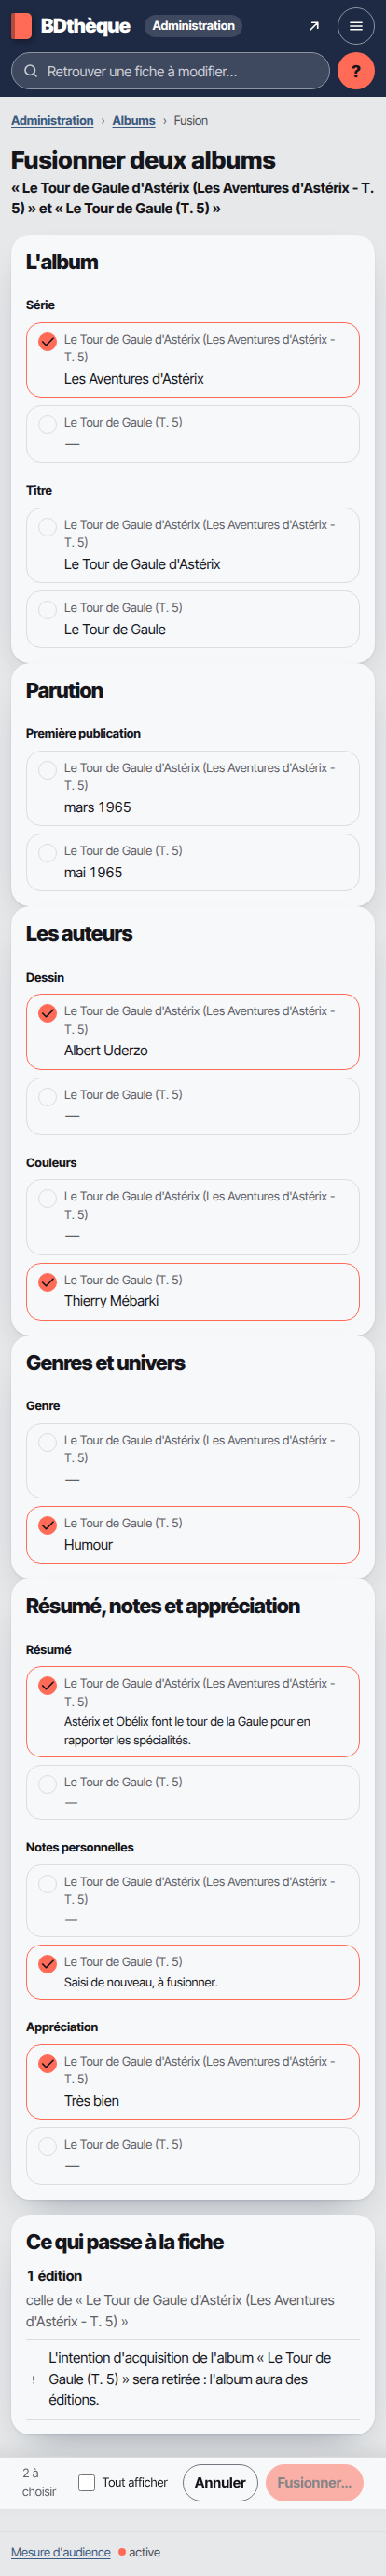 BDthèque Administration
Retrouver une fiche à modifier... ?
Administration › Albums › Fusion
Fusionner deux albums
« Le Tour de Gaule d'Astérix (Les Aventures d'Astérix - T.
5) » et « Le Tour de Gaule (T. 5) »
L'album
Série
Le Tour de Gaule d'Astérix (Les Aventures d'Astérix -
T. 5)
Les Aventures d'Astérix
Le Tour de Gaule (T. 5)
—
Titre
Le Tour de Gaule d'Astérix (Les Aventures d'Astérix -
T. 5)
Le Tour de Gaule d'Astérix
Le Tour de Gaule (T. 5)
Le Tour de Gaule
Parution
Première publication
Le Tour de Gaule d'Astérix (Les Aventures d'Astérix -
T. 5)
mars 1965
Le Tour de Gaule (T. 5)
mai 1965
Les auteurs
Dessin
Le Tour de Gaule d'Astérix (Les Aventures d'Astérix -
T. 5)
Albert Uderzo
Le Tour de Gaule (T. 5)
—
Couleurs
Le Tour de Gaule d'Astérix (Les Aventures d'Astérix -
T. 5)
—
Le Tour de Gaule (T. 5)
Thierry Mébarki
Genres et univers
Genre
Le Tour de Gaule d'Astérix (Les Aventures d'Astérix -
T. 5)
—
Le Tour de Gaule (T. 5)
Humour
Résumé, notes et appréciation
Résumé
Le Tour de Gaule d'Astérix (Les Aventures d'Astérix -
T. 5)
Astérix et Obélix font le tour de la Gaule pour en
rapporter les spécialités.
Le Tour de Gaule (T. 5)
—
Notes personnelles
Le Tour de Gaule d'Astérix (Les Aventures d'Astérix -
T. 5)
—
Le Tour de Gaule (T. 5)
Saisi de nouveau, à fusionner.
Appréciation
Le Tour de Gaule d'Astérix (Les Aventures d'Astérix -
T. 5)
Très bien
Le Tour de Gaule (T. 5)
—
Ce qui passe à la fiche
1 édition
celle de « Le Tour de Gaule d'Astérix (Les Aventures
d'Astérix - T. 5) »
L'intention d'acquisition de l'album « Le Tour de
! Gaule (T. 5) » sera retirée : l'album aura des
éditions.
2 à
choisir
Tout afficher Annuler Fusionner...
Mesure d'audience active